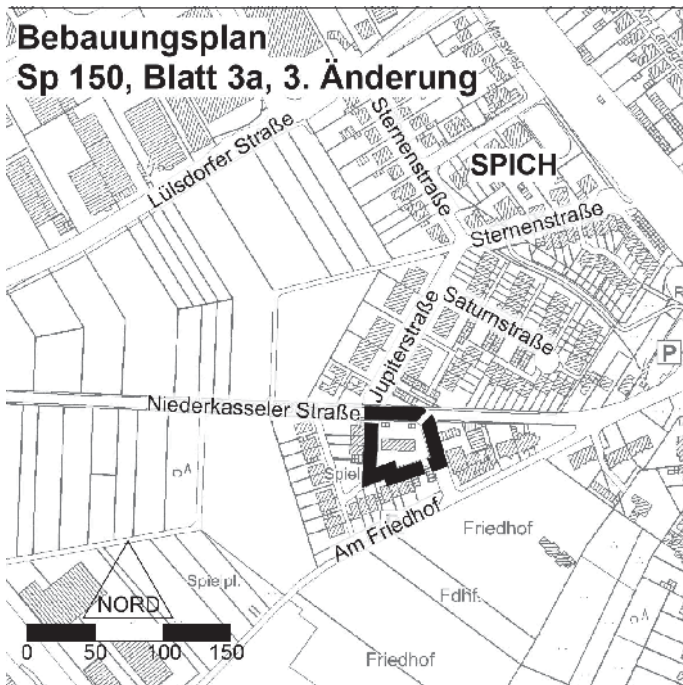 Bebauungsplan
Sp 150, Blatt 3a, 3. Änderung
Lülsdorfer Straße
Sternenstraße
SPICH
Sternenstraße
Saturnstraße
Jupiterstraße
P
Niederkasseler Straße
Am Friedhof
Friedhof
Spiel pl.
Fdhf.
NORD
0 50 100 150
Friedhof